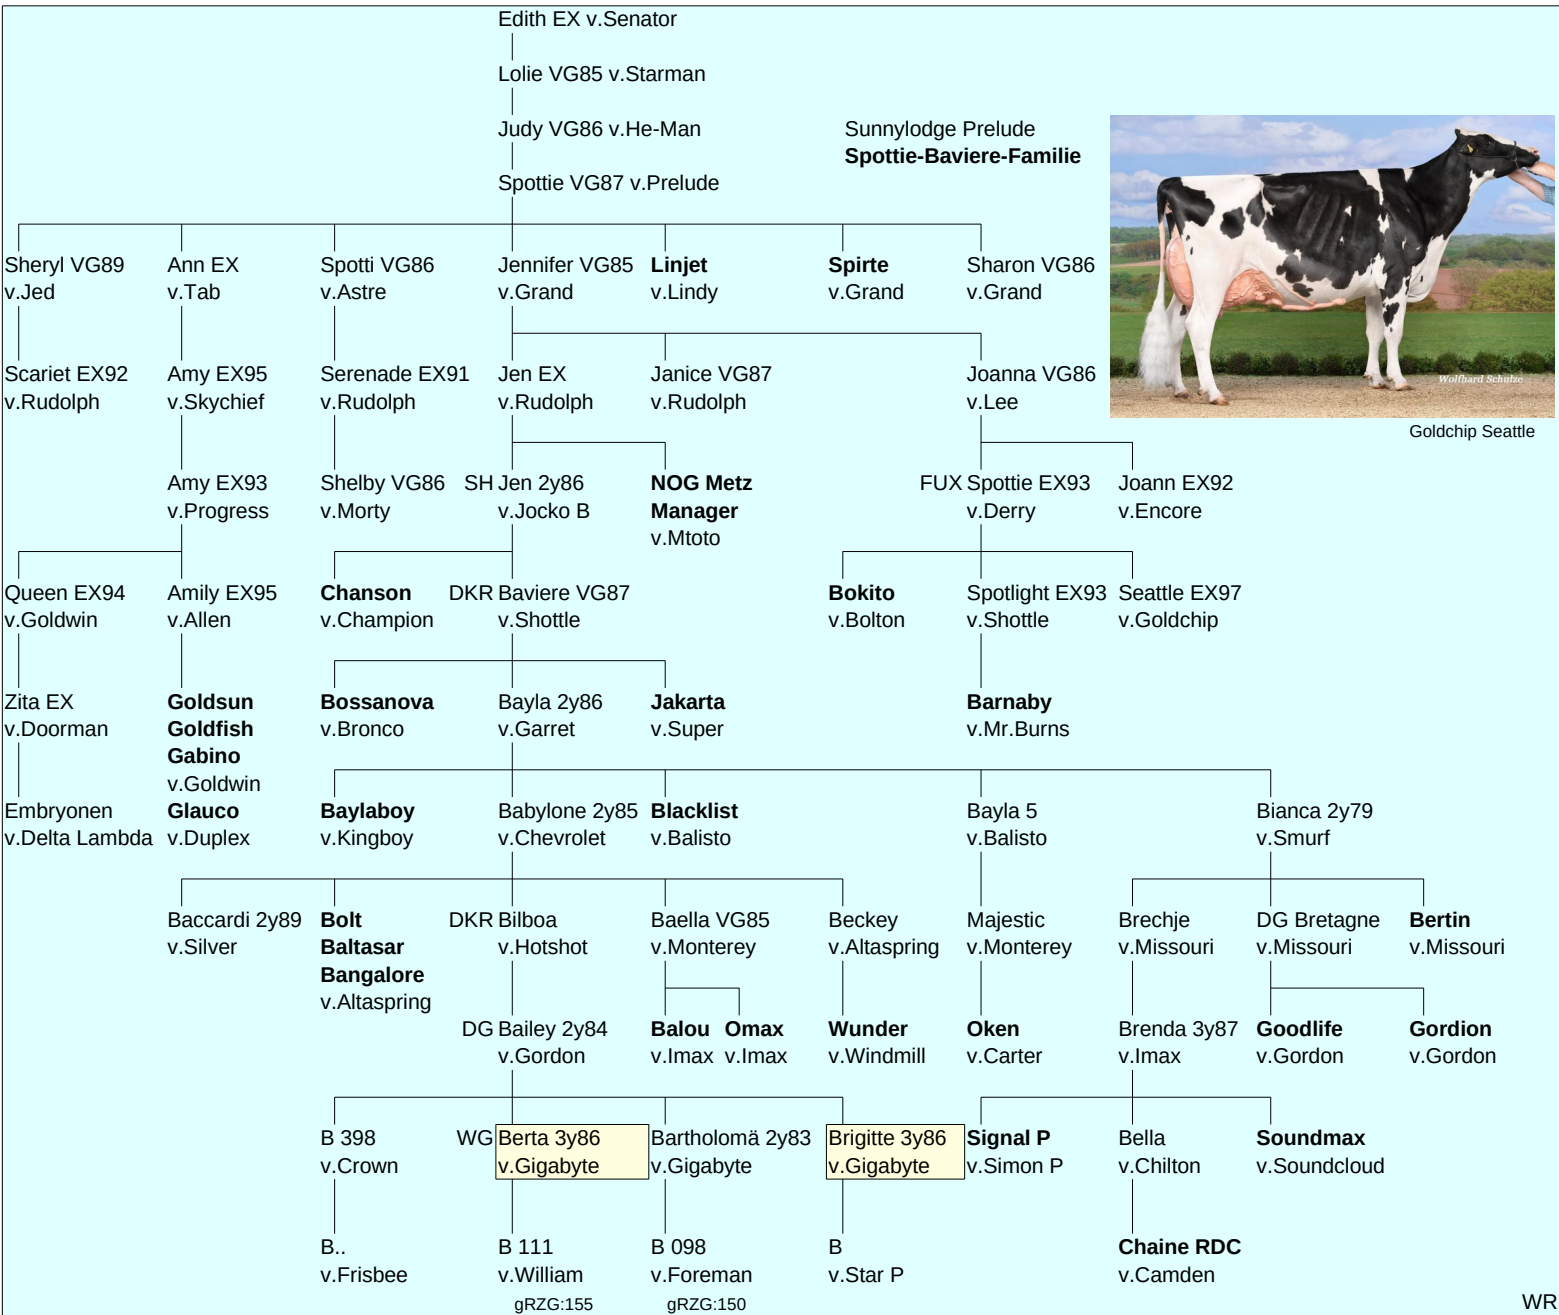 Edith EX v.Senator
Lolie VG85 v.Starman
Judy VG86 v.He-Man
Sunnylodge Prelude
Spottie-Baviere-Familie
Spottie VG87 v.Prelude
Wolfhard Schulze
Goldchip Seattle
Sheryl VG89 Ann EX Spotti VG86 Jennifer VG85 Linjet Spirte Sharon VG86
v.Jed v.Tab v.Astre v.Grand v.Lindy v.Grand v.Grand
Scariet EX92 Amy EX95 Serenade EX91 Jen EX Janice VG87 Joanna VG86
v.Rudolph v.Skychief v.Rudolph v.Rudolph v.Rudolph v.Lee
Amy EX93 Shelby VG86 SH Jen 2y86 NOG Metz FUX Spottie EX93 Joann EX92
v.Progress v.Morty v.Jocko B Manager v.Derry v.Encore
v.Mtoto
Queen EX94 Amily EX95 Chanson DKR Baviere VG87 Bokito Spotlight EX93 Seattle EX97
v.Goldwin v.Allen v.Champion v.Shottle v.Bolton v.Shottle v.Goldchip
Zita EX Goldsun Bossanova Bayla 2y86 Jakarta Barnaby
v.Doorman Goldfish v.Bronco v.Garret v.Super v.Mr.Burns
Gabino
v.Goldwin
Embryonen Glauco Baylaboy Babylone 2y85 Blacklist Bayla 5 Bianca 2y79
v.Delta Lambda v.Duplex v.Kingboy v.Chevrolet v.Balisto v.Balisto v.Smurf
Baccardi 2y89 Bolt DKR Bilboa Baella VG85 Beckey Majestic Brechje DG Bretagne Bertin
v.Silver Baltasar v.Hotshot v.Monterey v.Altaspring v.Monterey v.Missouri v.Missouri v.Missouri
Bangalore
v.Altaspring
DG Bailey 2y84 Balou Omax Wunder Oken Brenda 3y87 Goodlife Gordion
v.Gordon v.Imax v.Imax v.Windmill v.Carter v.Imax v.Gordon v.Gordon
B 398 WG Berta 3y86 Bartholomä 2y83 Brigitte 3y86 Signal P Bella Soundmax
v.Crown v.Gigabyte v.Gigabyte v.Gigabyte v.Simon P v.Chilton v.Soundcloud
B.. B 111 B 098 B Chaine RDC
v.Frisbee v.William v.Foreman v.Star P v.Camden
gRZG:155 gRZG:150 WR